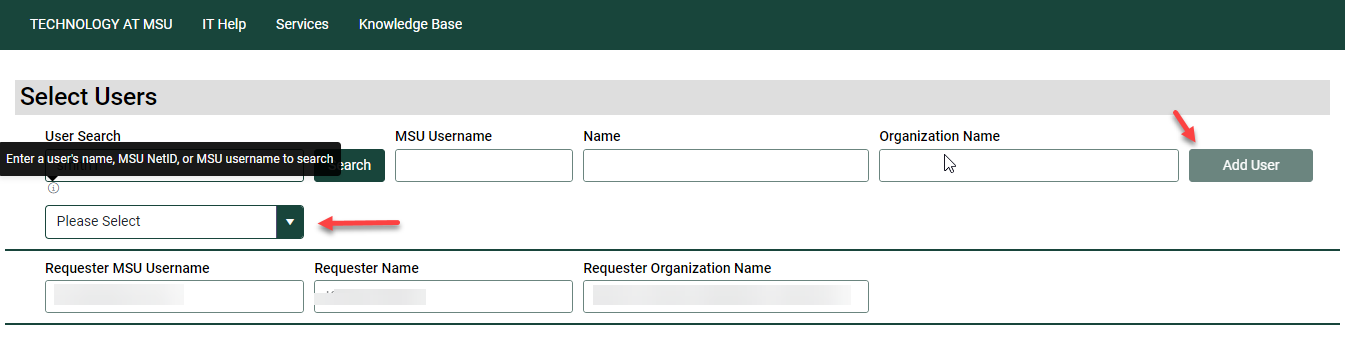 TECHNOLOGY AT MSU IT Help Services Knowledge Base
Select Users
User Search MSU Username Name Organization Name
Enter a user's name, MSU NetID, or MSU username to search
Add User
Please Select
Requester MSU Username Requester Name Requester Organization Name